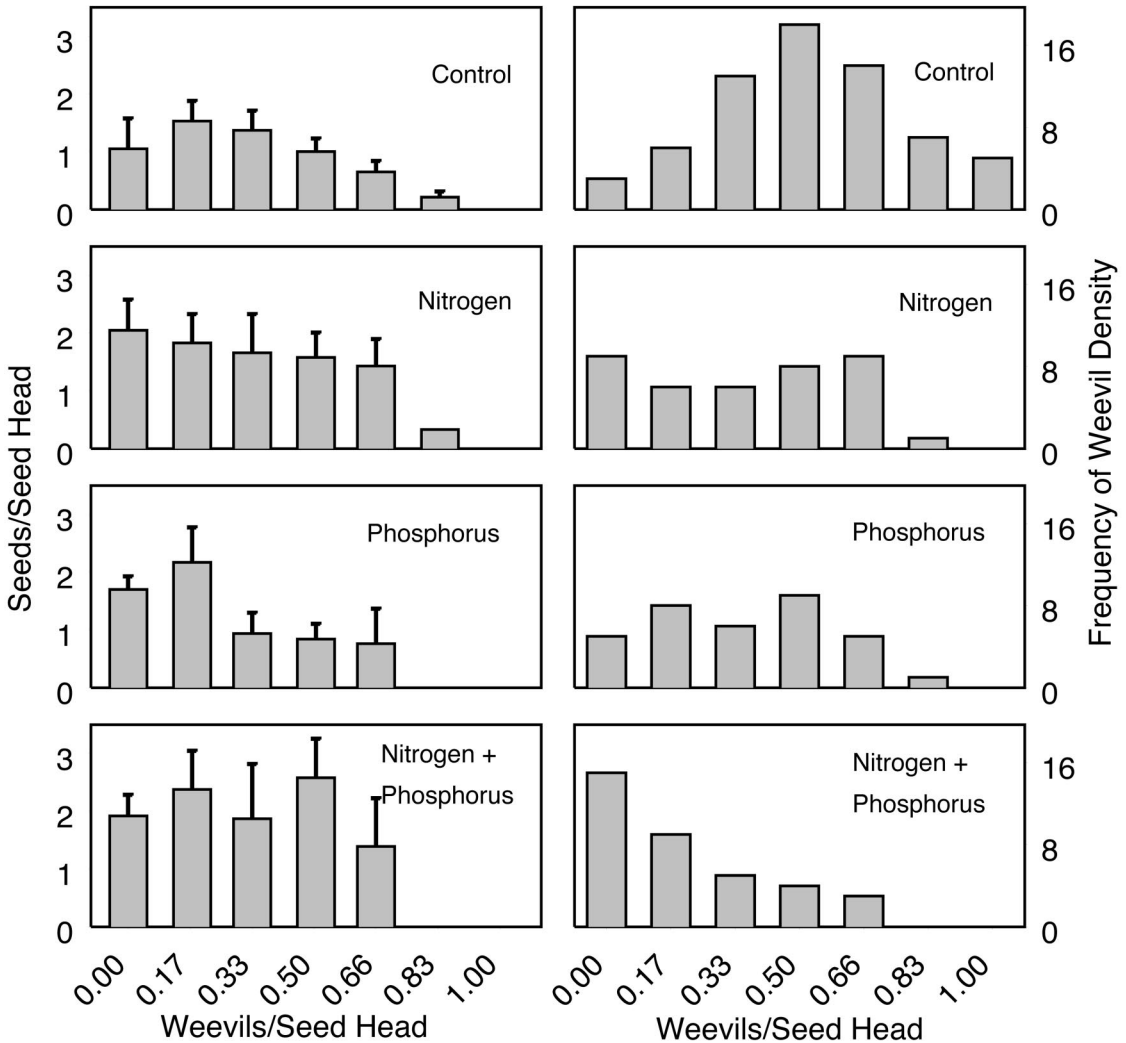 Seeds/Seed Head
3
2
1
0
Control
Control
16
8
0
3
2
1
0
Nitrogen
Nitrogen
16
8
0
3
2
1
0
Phosphorus
Phosphorus
16
8
0
3
2
1
0
Nitrogen +
Phosphorus
Nitrogen +
Phosphorus
16
8
0
Frequency of Weevil Density
0.00 0.17 0.33 0.50 0.66 0.83 1.00
Weevils/Seed Head
0.00 0.17 0.33 0.50 0.66 0.83 1.00
Weevils/Seed Head